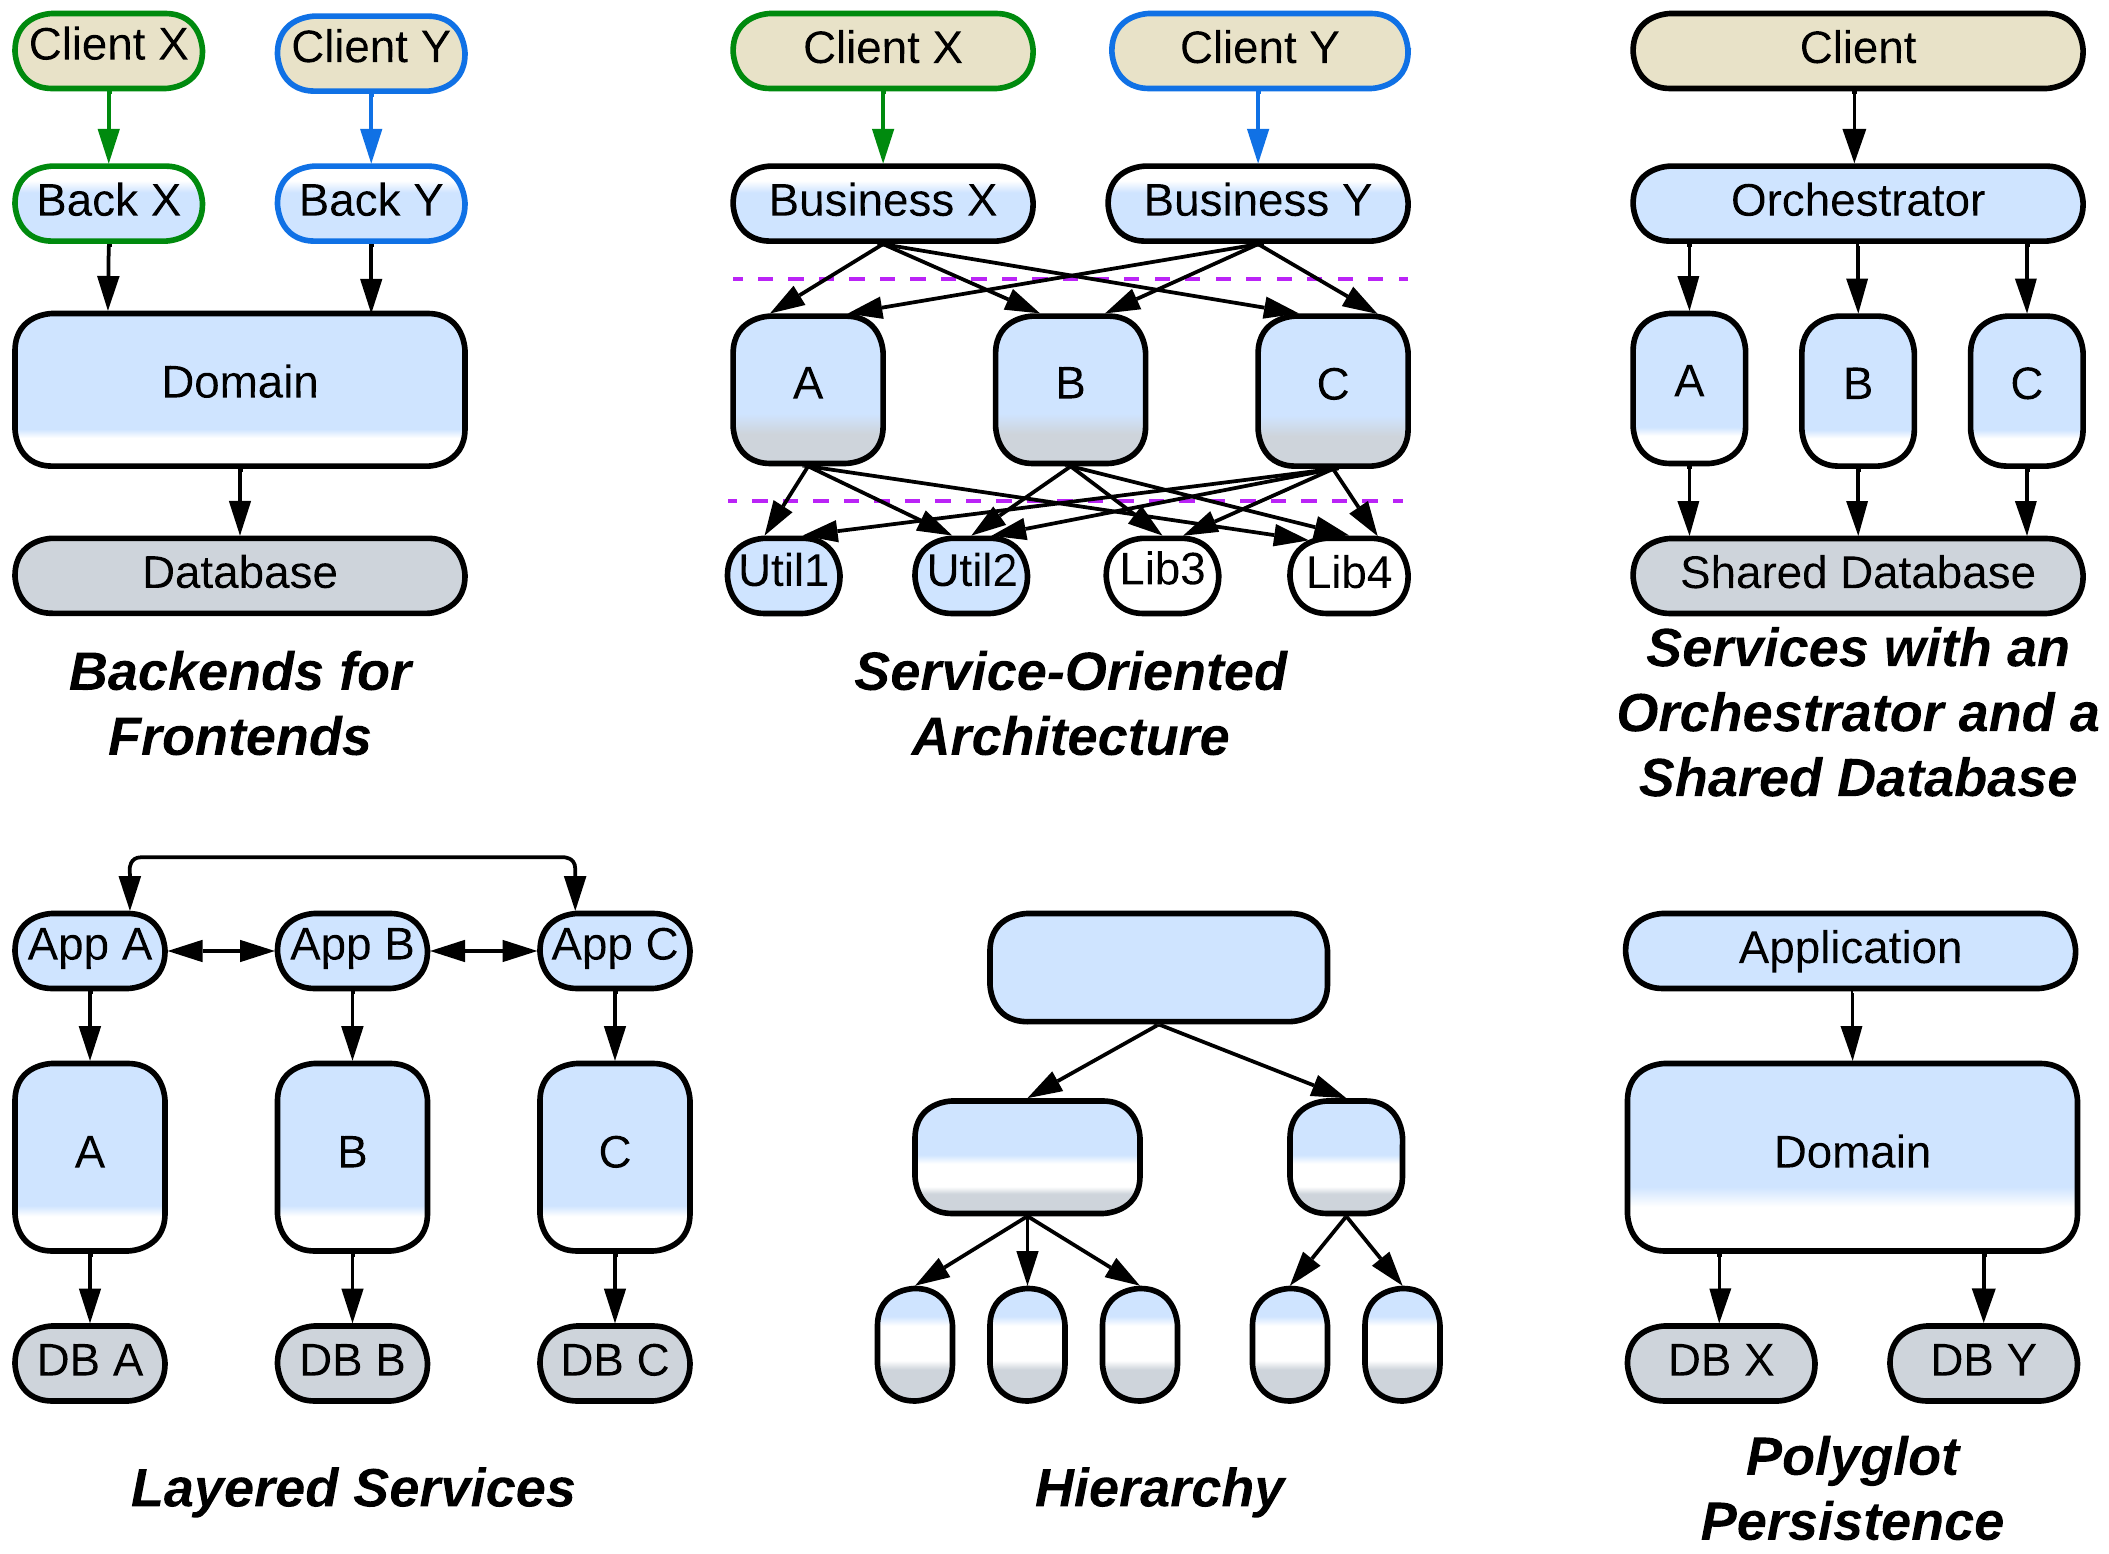 Client X
Client Y
Back X
Back Y
Domain
Database
Backends for
Frontends
Client X
Client Y
Business X
Business Y
A
B
C
Util1
Util2
Lib3
Lib4
Service-Oriented
Architecture
Client
Orchestrator
A
B
C
Shared Database
Services with an
Orchestrator and a
Shared Database
App A
App B
App C
A
B
C
DB A
DB B
DB C
Layered Services
Hierarchy
Application
Domain
DB X
DB Y
Polyglot
Persistence